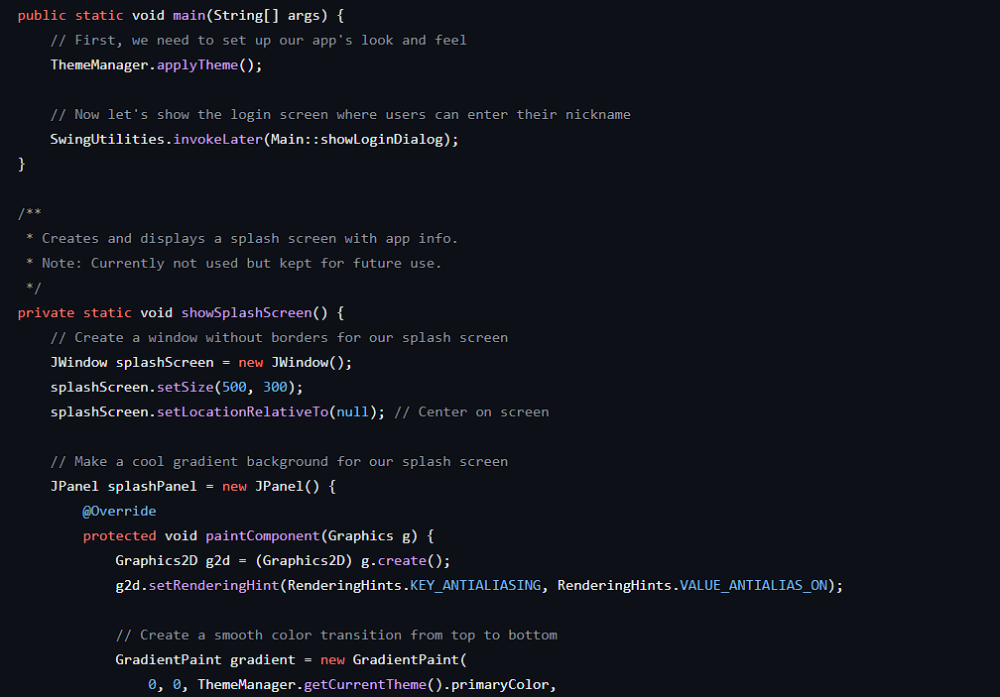 public static void main(String[] args) {
    // First, we need to set up our app's look and feel
    ThemeManager.applyTheme();

    // Now let's show the login screen where users can enter their nickname
    SwingUtilities.invokeLater(Main::showLoginDialog);
}

/**
 * Creates and displays a splash screen with app info.
 * Note: Currently not used but kept for future use.
 */
private static void showSplashScreen() {
    // Create a window without borders for our splash screen
    JWindow splashScreen = new JWindow();
    splashScreen.setSize(500, 300);
    splashScreen.setLocationRelativeTo(null); // Center on screen

    // Make a cool gradient background for our splash screen
    JPanel splashPanel = new JPanel() {
        @Override
        protected void paintComponent(Graphics g) {
            Graphics2D g2d = (Graphics2D) g.create();
            g2d.setRenderingHint(RenderingHints.KEY_ANTIALIASING, RenderingHints.VALUE_ANTIALIAS_ON);

            // Create a smooth color transition from top to bottom
            GradientPaint gradient = new GradientPaint(
                0, 0, ThemeManager.getCurrentTheme().primaryColor,